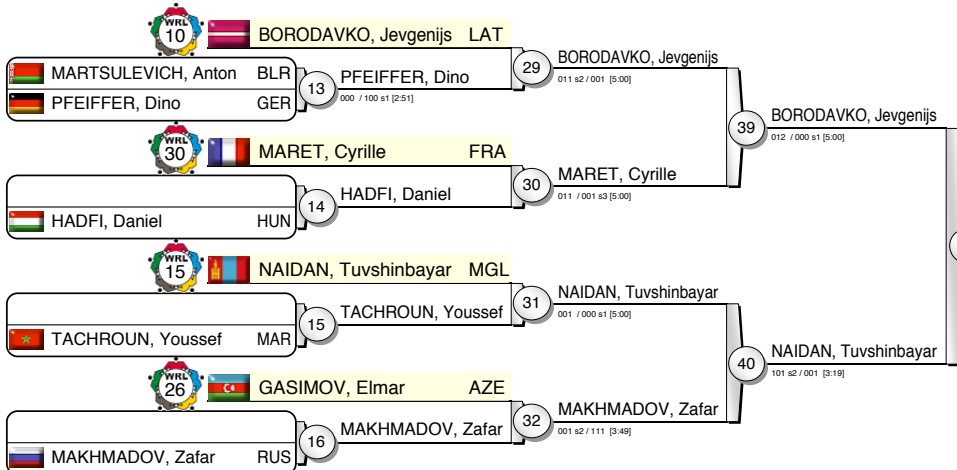 WRL
10
BORODAVKO, Jevgenijs LAT
MARTSULEVICH, Anton BLR
PFEIFFER, Dino GER
13
PFEIFFER, Dino
000 / 100 s1 [2:51]
29
BORODAVKO, Jevgenijs
011 s2 / 001 [5:00]
WRL
30
MARET, Cyrille FRA
HADFI, Daniel HUN
14
HADFI, Daniel
30
MARET, Cyrille
011 / 001 s3 [5:00]
39
BORODAVKO, Jevgenijs
012 / 000 s1 [5:00]
WRL
15
NAIDAN, Tuvshinbayar MGL
TACHROUN, Youssef MAR
15
TACHROUN, Youssef
31
NAIDAN, Tuvshinbayar
001 / 000 s1 [5:00]
WRL
26
GASIMOV, Elmar AZE
MAKHMADOV, Zafar RUS
16
MAKHMADOV, Zafar
32
MAKHMADOV, Zafar
001 s2 / 111 [3:49]
40
NAIDAN, Tuvshinbayar
101 s2 / 001 [3:19]